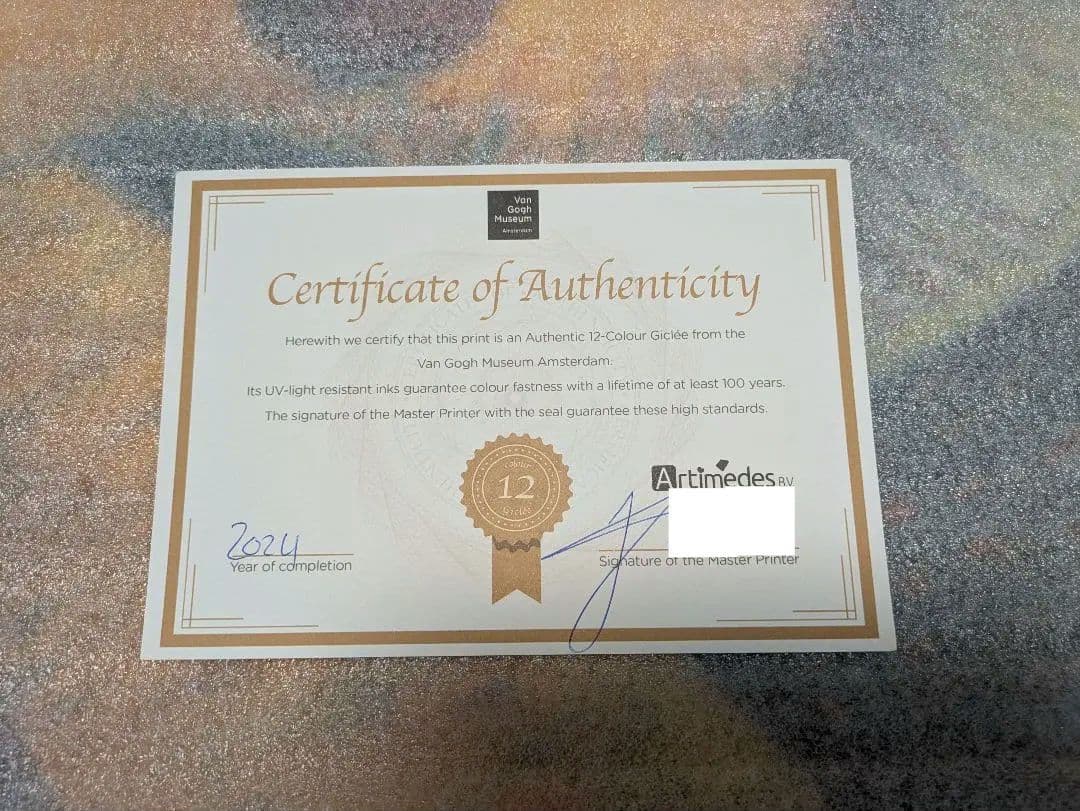 Van
Gogh
Museum
Amsterdam
Certificate of Authenticity
Herewith we certify that this print is an Authentic 12-Colour Giclée from the
Van Gogh Museum Amsterdam.
Its UV-light resistant inks guarantee colour fastness with a lifetime of at least 100 years.
The signature of the Master Printer with the seal guarantee these high standards.
colour
12
Giclée
Artimedes BV
2024
Year of completion
Signature of the Master Printer